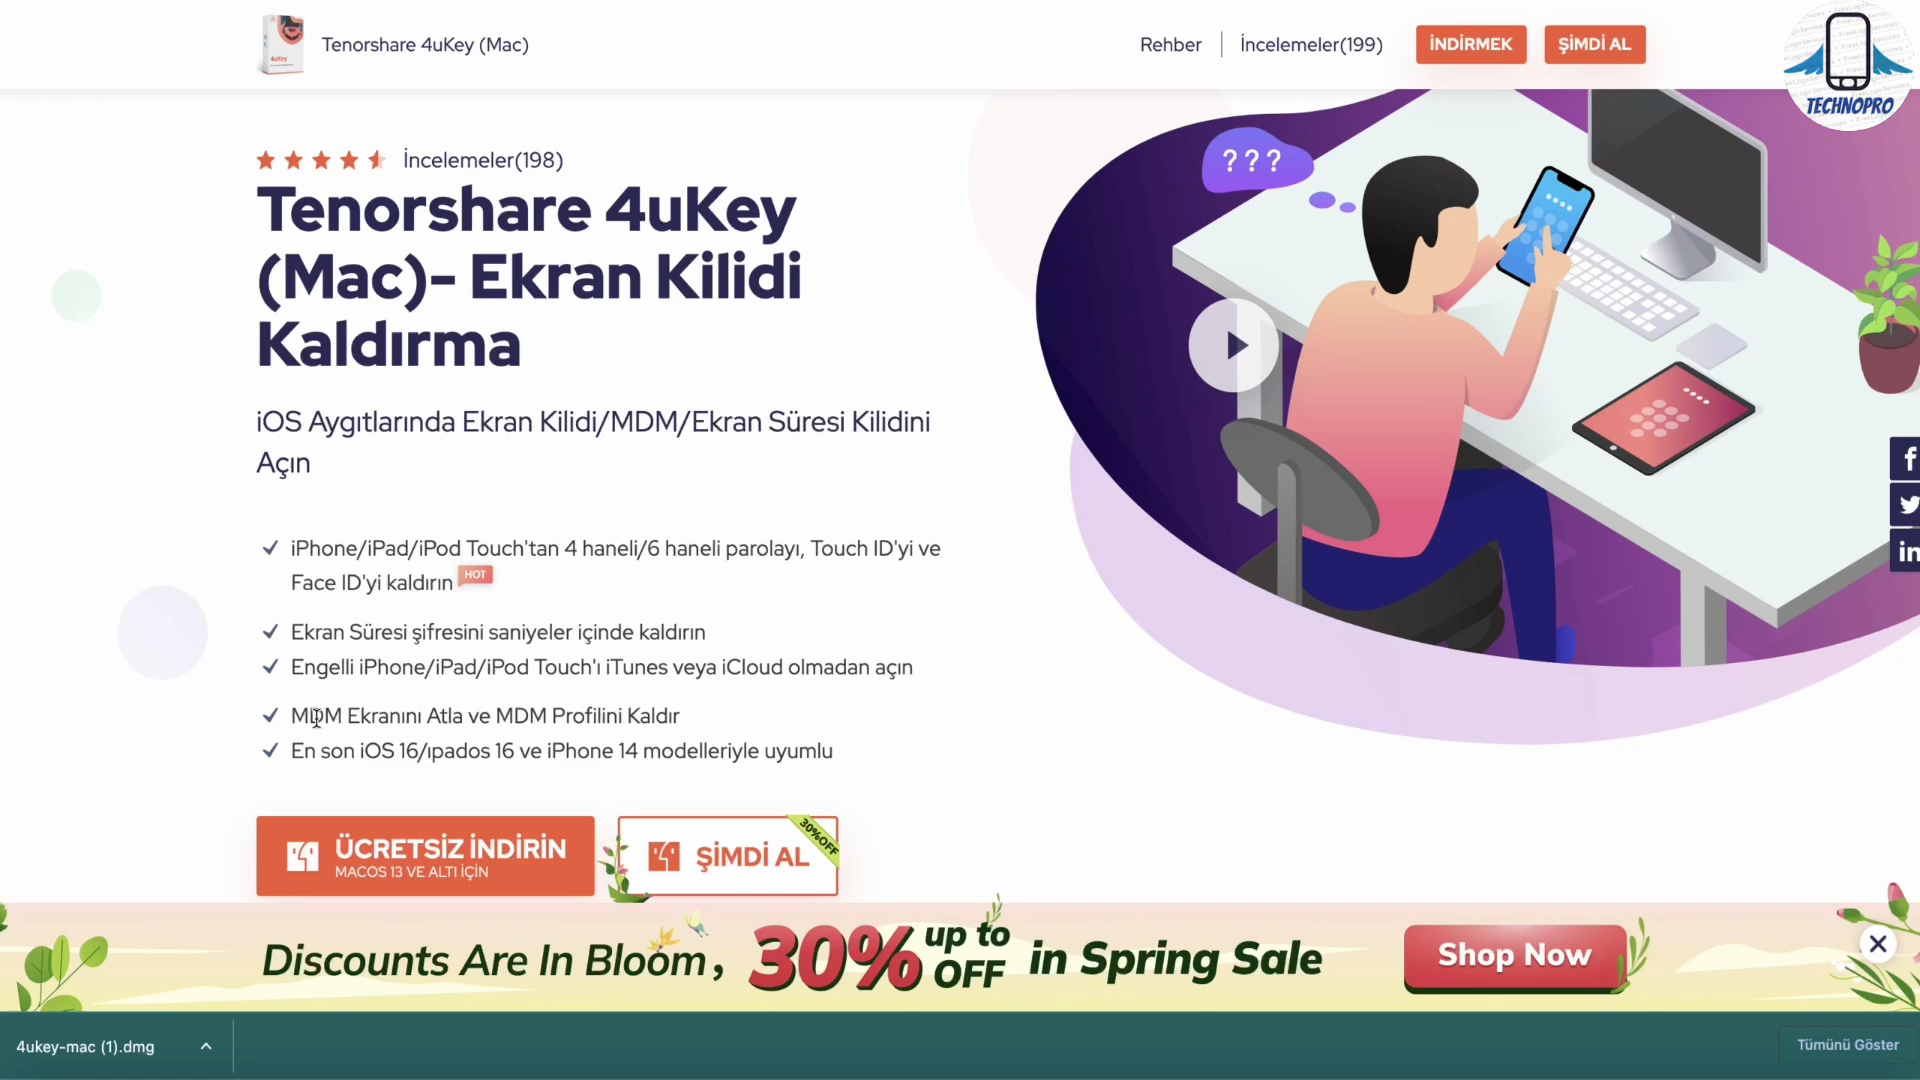 Tenorshare 4uKey (Mac)
Rehber
İncelemeler(199)
İNDİRMEK
ŞİMDİ AL
TECHNOPRO
4uKey
???
İncelemeler(198)
Tenorshare 4uKey
(Mac)- Ekran Kilidi
Kaldırma
iOS Aygıtlarında Ekran Kilidi/MDM/Ekran Süresi Kilidini
Açın
iPhone/iPad/iPod Touch'tan 4 haneli/6 haneli parolayı, Touch ID'yi ve
Face ID'yi kaldırın HOT
Ekran Süresi şifresini saniyeler içinde kaldırın
Engelli iPhone/iPad/iPod Touch'ı iTunes veya iCloud olmadan açın
MDM Ekranını Atla ve MDM Profilini Kaldır
En son iOS 16/ıpados 16 ve iPhone 14 modelleriyle uyumlu
ÜCRETSİZ İNDİRİN
MACOS 13 VE ALTI İÇİN
ŞİMDİ AL
30%OFF
Discounts Are In Bloom, 30% up to OFF in Spring Sale
Shop Now
4ukey-mac (1).dmg
Tümünü Göster